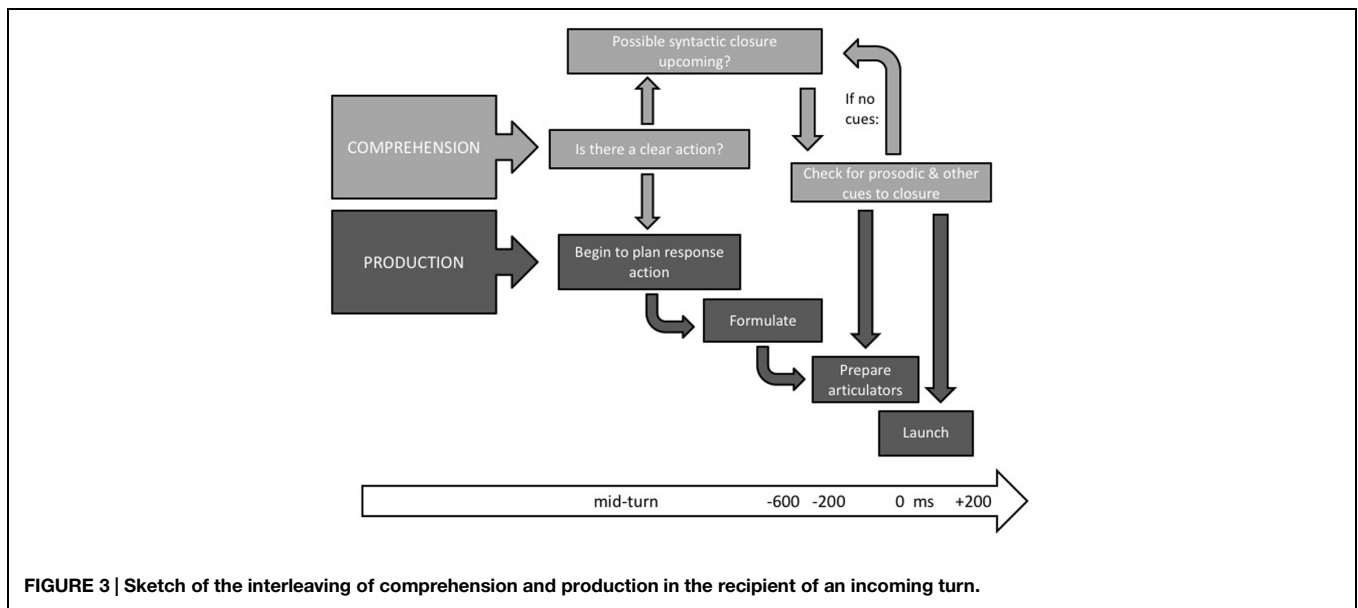 Possible syntactic closure
upcoming?
If no
cues:
COMPREHENSION
Is there a clear action?
Check for prosodic & other
cues to closure
PRODUCTION
Begin to plan response
action
Formulate
Prepare
articulators
Launch
mid-turn -600 -200 0 ms +200
FIGURE 3 | Sketch of the interleaving of comprehension and production in the recipient of an incoming turn.